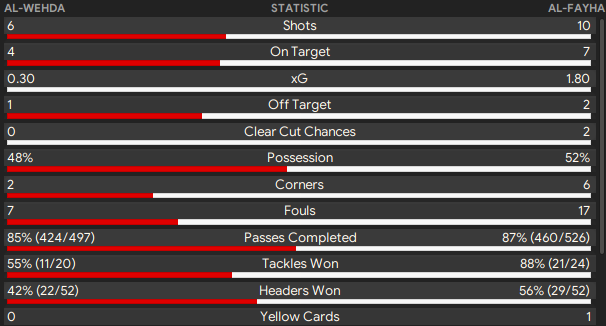 AL-WEHDA STATISTIC AL-FAYHA
6 Shots 10
4 On Target 7
0.30 xG 1.80
1 Off Target 2
0 Clear Cut Chances 2
48% Possession 52%
2 Corners 6
7 Fouls 17
85% (424/497) Passes Completed 87% (460/526)
55% (11/20) Tackles Won 88% (21/24)
42% (22/52) Headers Won 56% (29/52)
0 Yellow Cards 1